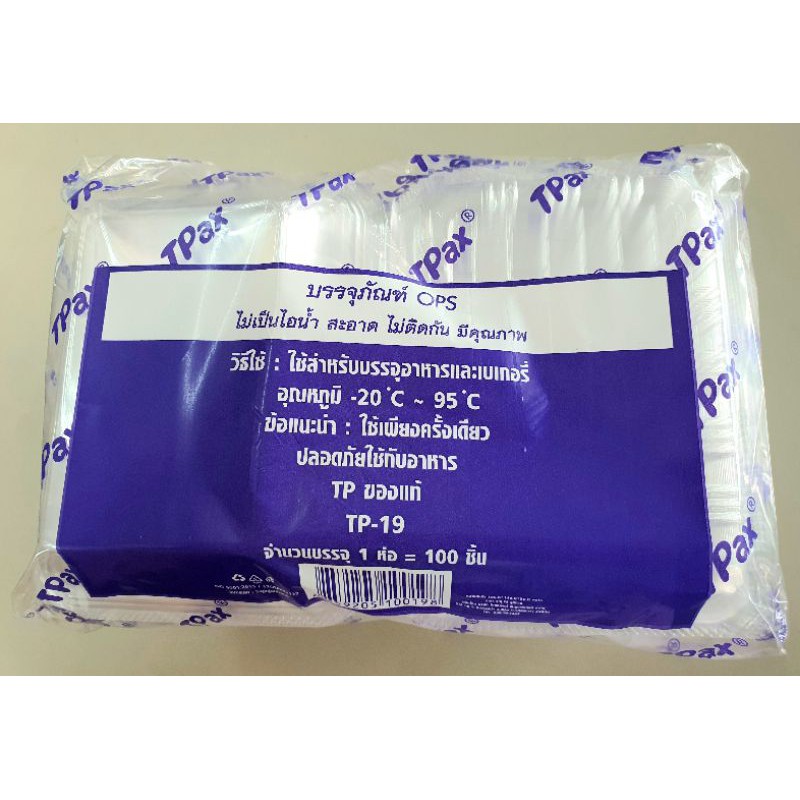 TPax®
TPax
TPax®
TPax®
TPax®
บรรจุภัณฑ์ OPS
ไม่เป็นไอน้ำ สะอาด ไม่ติดกัน มีคุณภาพ
วิธีใช้ : ใช้สำหรับบรรจุอาหารและเบเกอรี่
อุณหภูมิ -20°C ~ 95°C
ข้อแนะนำ : ใช้เพียงครั้งเดียว
ปลอดภัยใช้กับอาหาร
TP ของแท้
TP-19
จำนวนบรรจุ 1 ห่อ = 100 ชิ้น
Pax®
TPax®